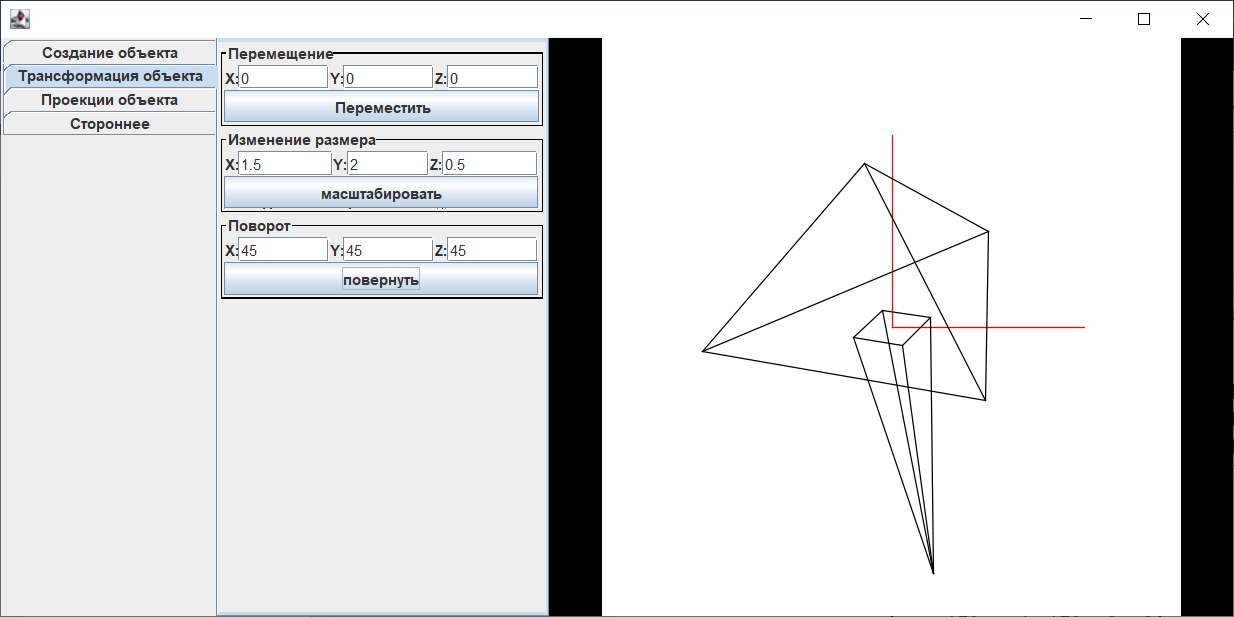 Создание объекта
Трансформация объекта
Проекции объекта
Стороннее
Перемещение
X:0 Y:0 Z:0
Переместить
Изменение размера
X:1.5 Y:2 Z:0.5
масштабировать
Поворот
X:45 Y:45 Z:45
повернуть